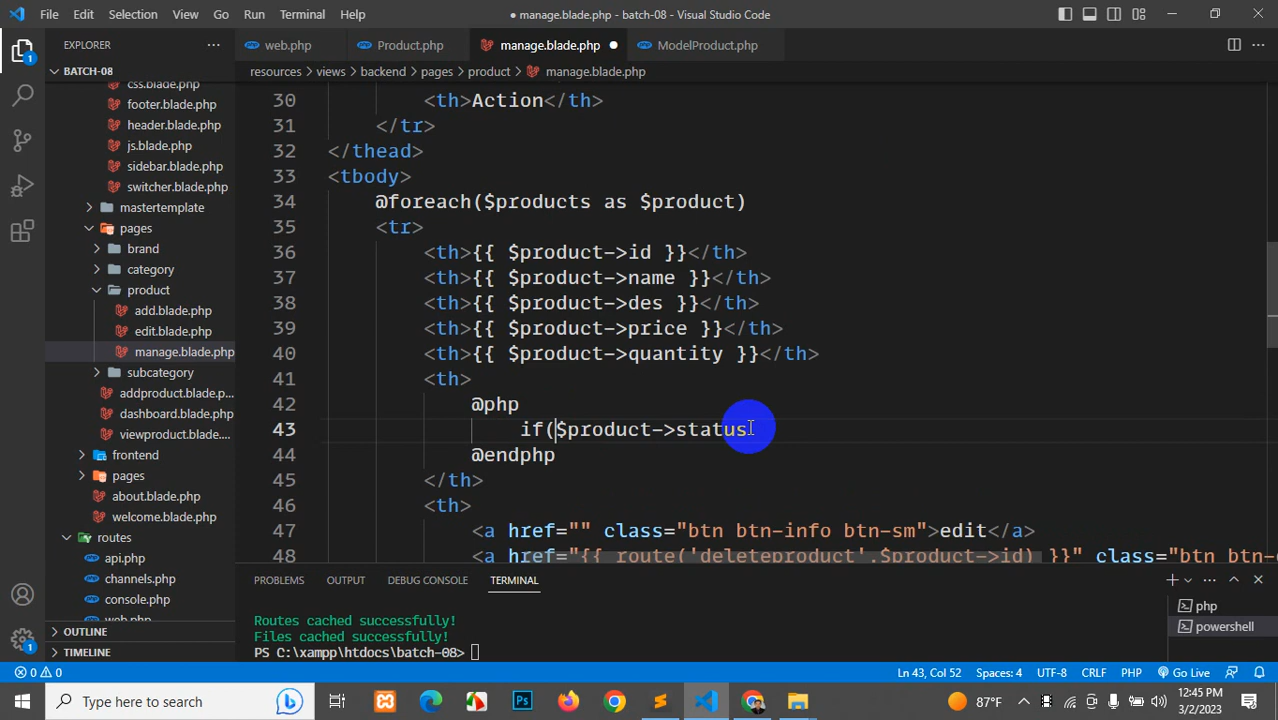 File Edit Selection View Go Run Terminal Help
● manage.blade.php - batch-08 - Visual Studio Code
EXPLORER
web.php
Product.php
manage.blade.php
ModelProduct.php
BATCH-08
resources > views > backend > pages > product > manage.blade.php
css.blade.php
footer.blade.php
header.blade.php
js.blade.php
sidebar.blade.php
switcher.blade.php
mastertemplate
pages
brand
category
product
add.blade.php
edit.blade.php
manage.blade.php
subcategory
addproduct.blade.p...
dashboard.blade.php
viewproduct.blade.p...
frontend
pages
about.blade.php
welcome.blade.php
routes
api.php
channels.php
console.php
web.php
OUTLINE
TIMELINE
30 <th>Action</th>
31 </tr>
32 </thead>
33 <tbody>
34 @foreach($products as $product)
35 <tr>
36 <th>{{ $product->id }}</th>
37 <th>{{ $product->name }}</th>
38 <th>{{ $product->des }}</th>
39 <th>{{ $product->price }}</th>
40 <th>{{ $product->quantity }}</th>
41 <th>
42 @php
43 if($product->status
44 @endphp
45 </th>
46 <th>
47 <a href="" class="btn btn-info btn-sm">edit</a>
48 <a href="{{ route('deleteproduct',$product->id) }}" class="btn btn-
PROBLEMS OUTPUT DEBUG CONSOLE TERMINAL
Routes cached successfully!
Files cached successfully!
PS C:\xampp\htdocs\batch-08>
php
powershell
0 0
Ln 43, Col 52 Spaces: 4 UTF-8 CRLF PHP Go Live
Type here to search
Ps
87°F
12:45 PM
3/2/2023